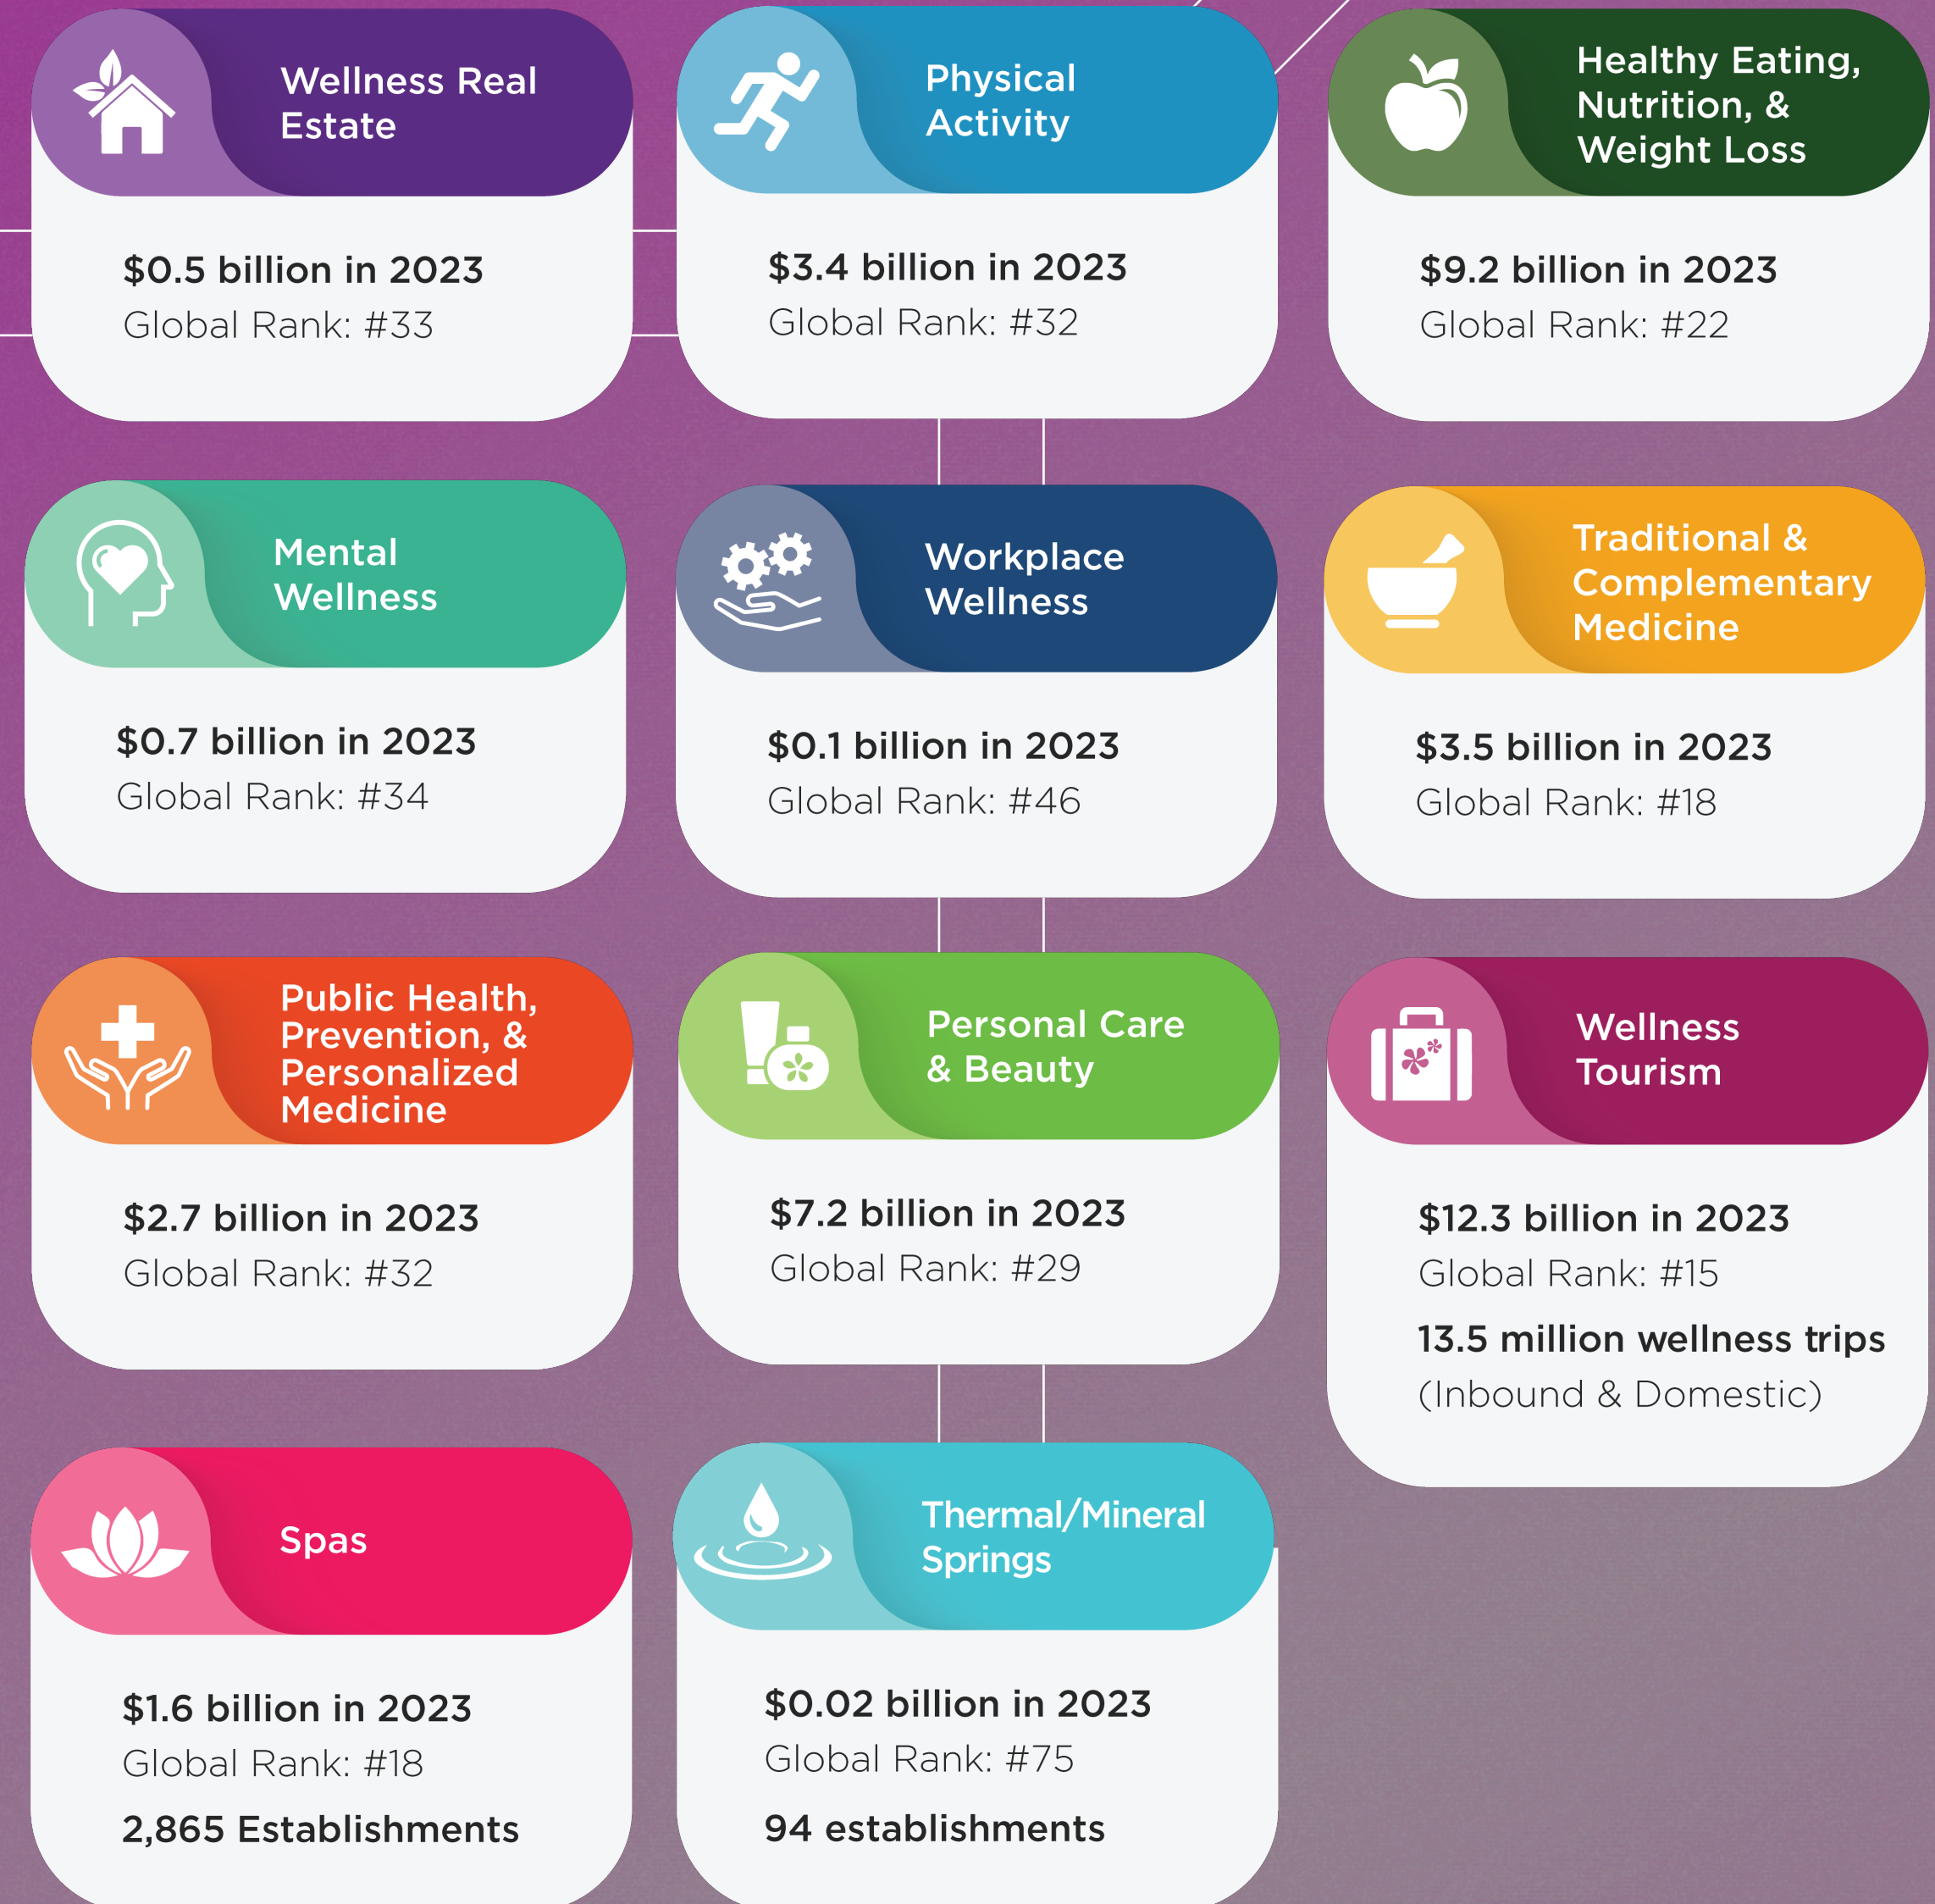 Wellness Real
Estate
$0.5 billion in 2023
Global Rank: #33
Physical
Activity
$3.4 billion in 2023
Global Rank: #32
Healthy Eating,
Nutrition, &
Weight Loss
$9.2 billion in 2023
Global Rank: #22
Mental
Wellness
$0.7 billion in 2023
Global Rank: #34
Workplace
Wellness
$0.1 billion in 2023
Global Rank: #46
Traditional &
Complementary
Medicine
$3.5 billion in 2023
Global Rank: #18
Public Health,
Prevention, &
Personalized
Medicine
$2.7 billion in 2023
Global Rank: #32
Personal Care
& Beauty
$7.2 billion in 2023
Global Rank: #29
Wellness
Tourism
$12.3 billion in 2023
Global Rank: #15
13.5 million wellness trips
(Inbound & Domestic)
Spas
$1.6 billion in 2023
Global Rank: #18
2,865 Establishments
Thermal/Mineral
Springs
$0.02 billion in 2023
Global Rank: #75
94 establishments